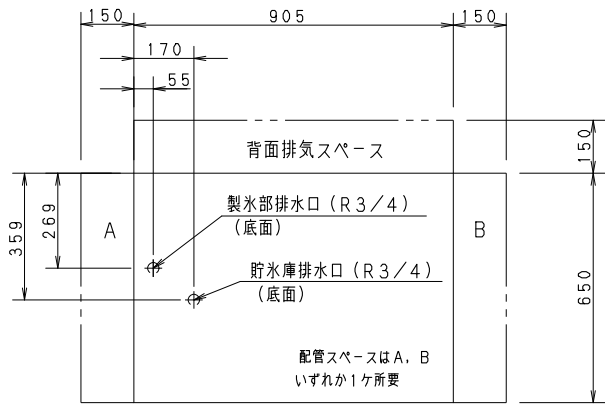 150
905
150
170
55
背面排気スペース
150
製氷部排水口（R3/4）
（底面）
359
269
A
B
貯氷庫排水口（R3/4）
（底面）
650
配管スペースはA，B
いずれか1ケ所要